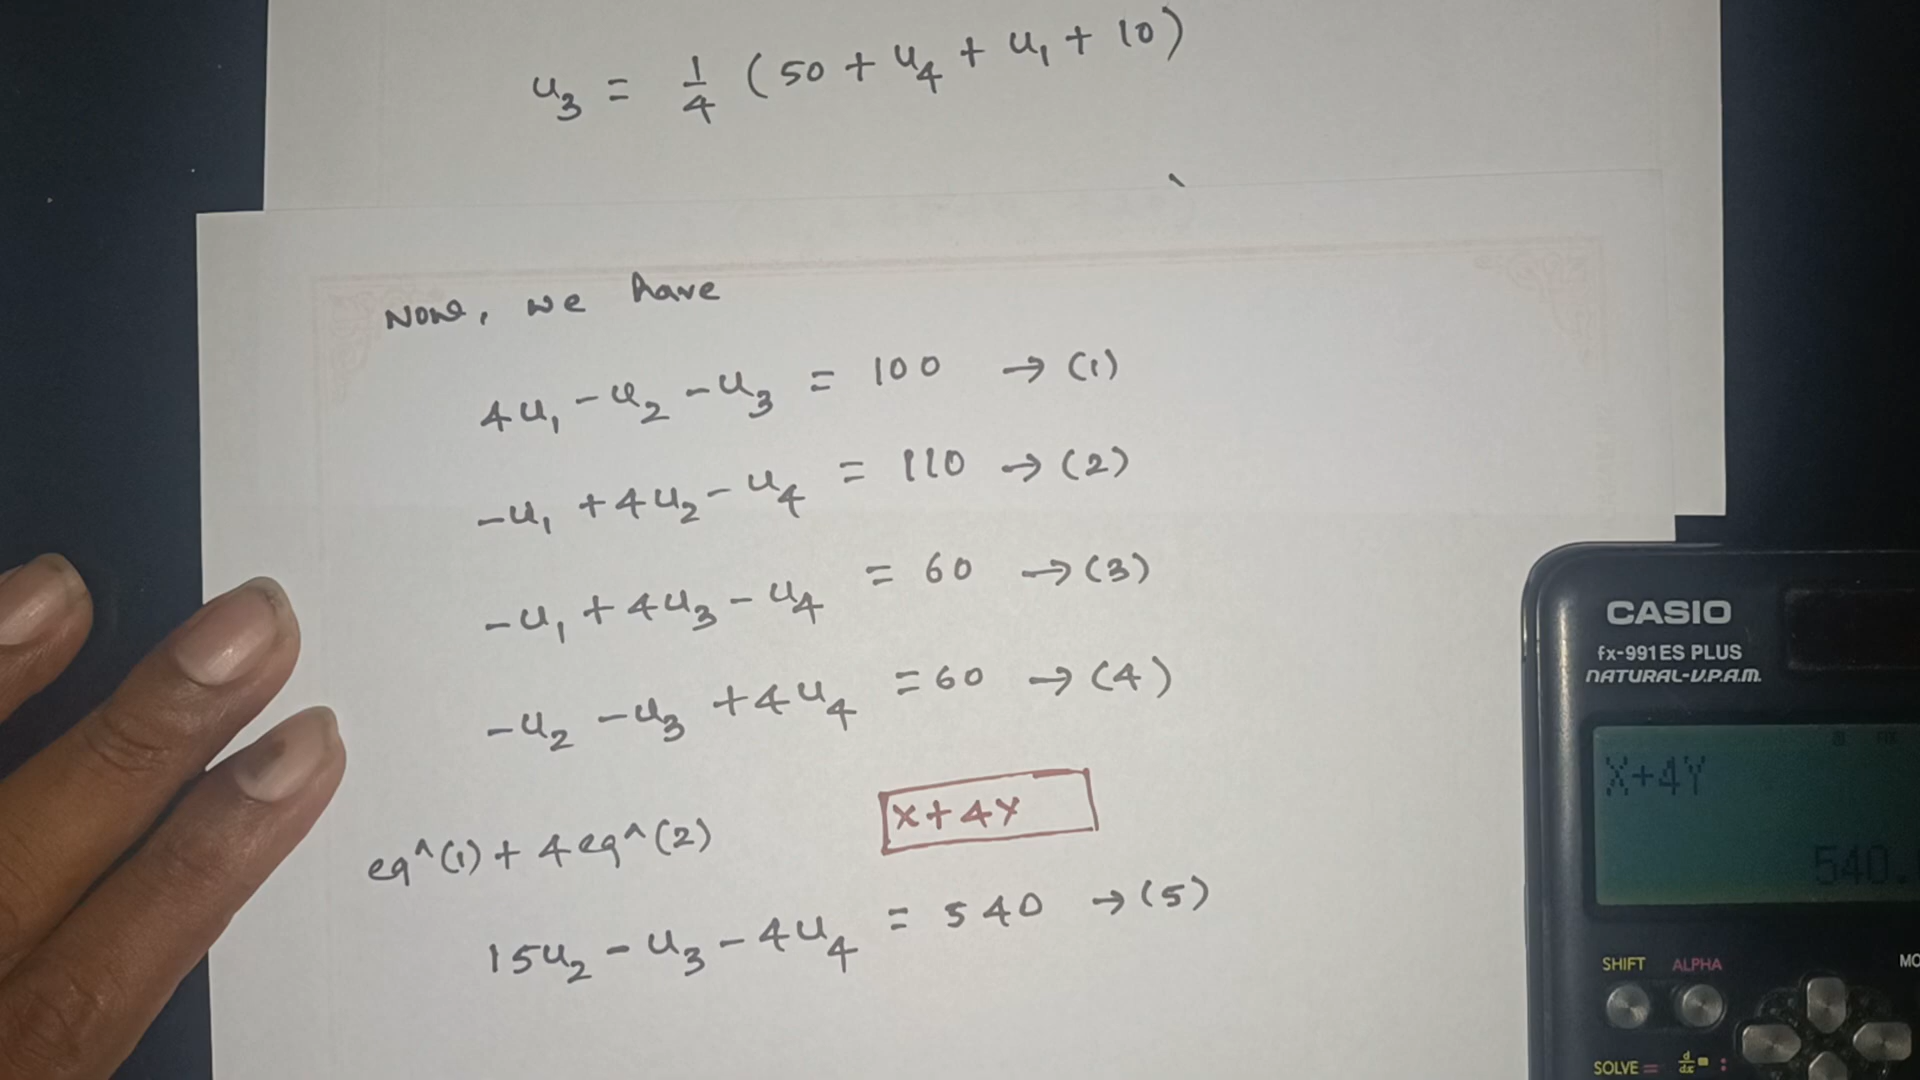 u₃ = 1/4 (50 + u₄ + u₁ + 10)
Now, we have
4u₁ - u₂ - u₃ = 100 → (1)
-u₁ + 4u₂ - u₄ = 110 → (2)
-u₁ + 4u₃ - u₄ = 60 → (3)
-u₂ - u₃ + 4u₄ = 60 → (4)
eq^(1) + 4eq^(2)
X + 4Y
15u₂ - u₃ - 4u₄ = 540 → (5)
CASIO
fx-991ES PLUS
NATURAL-V.P.A.M.
X+4Y
540.
SHIFT ALPHA MO
SOLVE = d/dx :